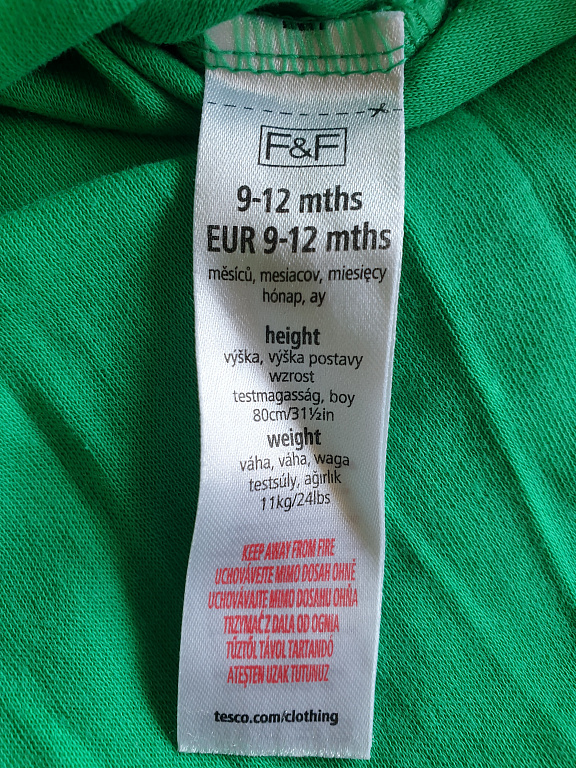 F&F
9-12 mths
EUR 9-12 mths
měsíců, mesiacov, miesięcy
hónap, ay
height
výška, výška postavy
wzrost
testmagasság, boy
80cm/31½in
weight
váha, váha, waga
testsúly, ağırlık
11kg/24lbs
KEEP AWAY FROM FIRE
UCHOVÁVEJTE MIMO DOSAH OHNĚ
UCHOVÁVAJTE MIMO DOSAHU OHŇA
TRZYMAĆ Z DALA OD OGNIA
TŰZTŐL TÁVOL TARTANDÓ
ATEŞTEN UZAK TUTUNUZ
tesco.com/clothing